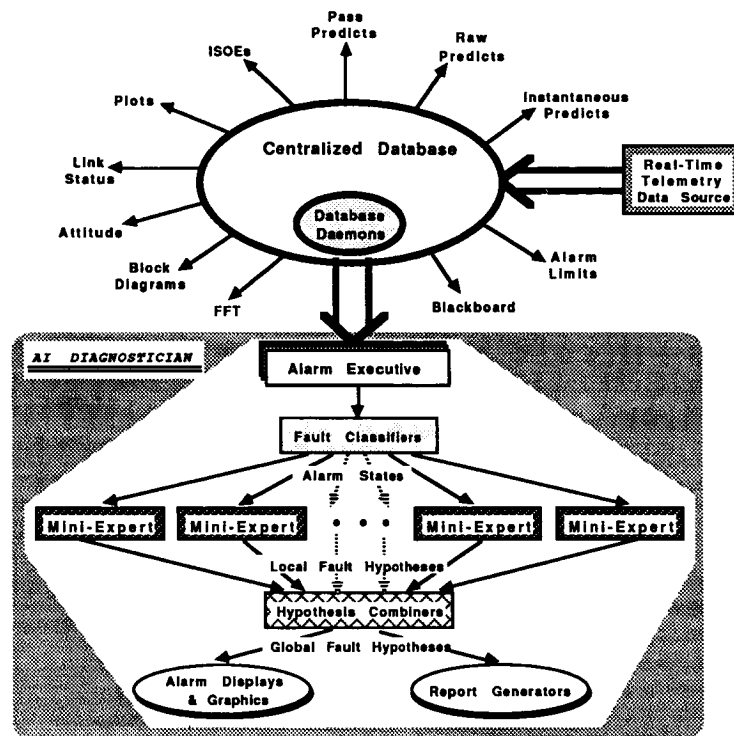 Pass
Predicts
ISOEs
Raw
Predicts
Plots
Instantaneous
Predicts
Centralized Database
Link
Status
Real-Time
Telemetry
Data Source
Attitude
Database
Daemons
Block
Diagrams
Alarm
Limits
FFT
Blackboard
AI DIAGNOSTICIAN
Alarm Executive
Fault Classifiers
Alarm States
Mini-Expert
Mini-Expert
Mini-Expert
Mini-Expert
Local Fault Hypotheses
Hypothesis Combiners
Global Fault Hypotheses
Alarm Displays
& Graphics
Report Generators